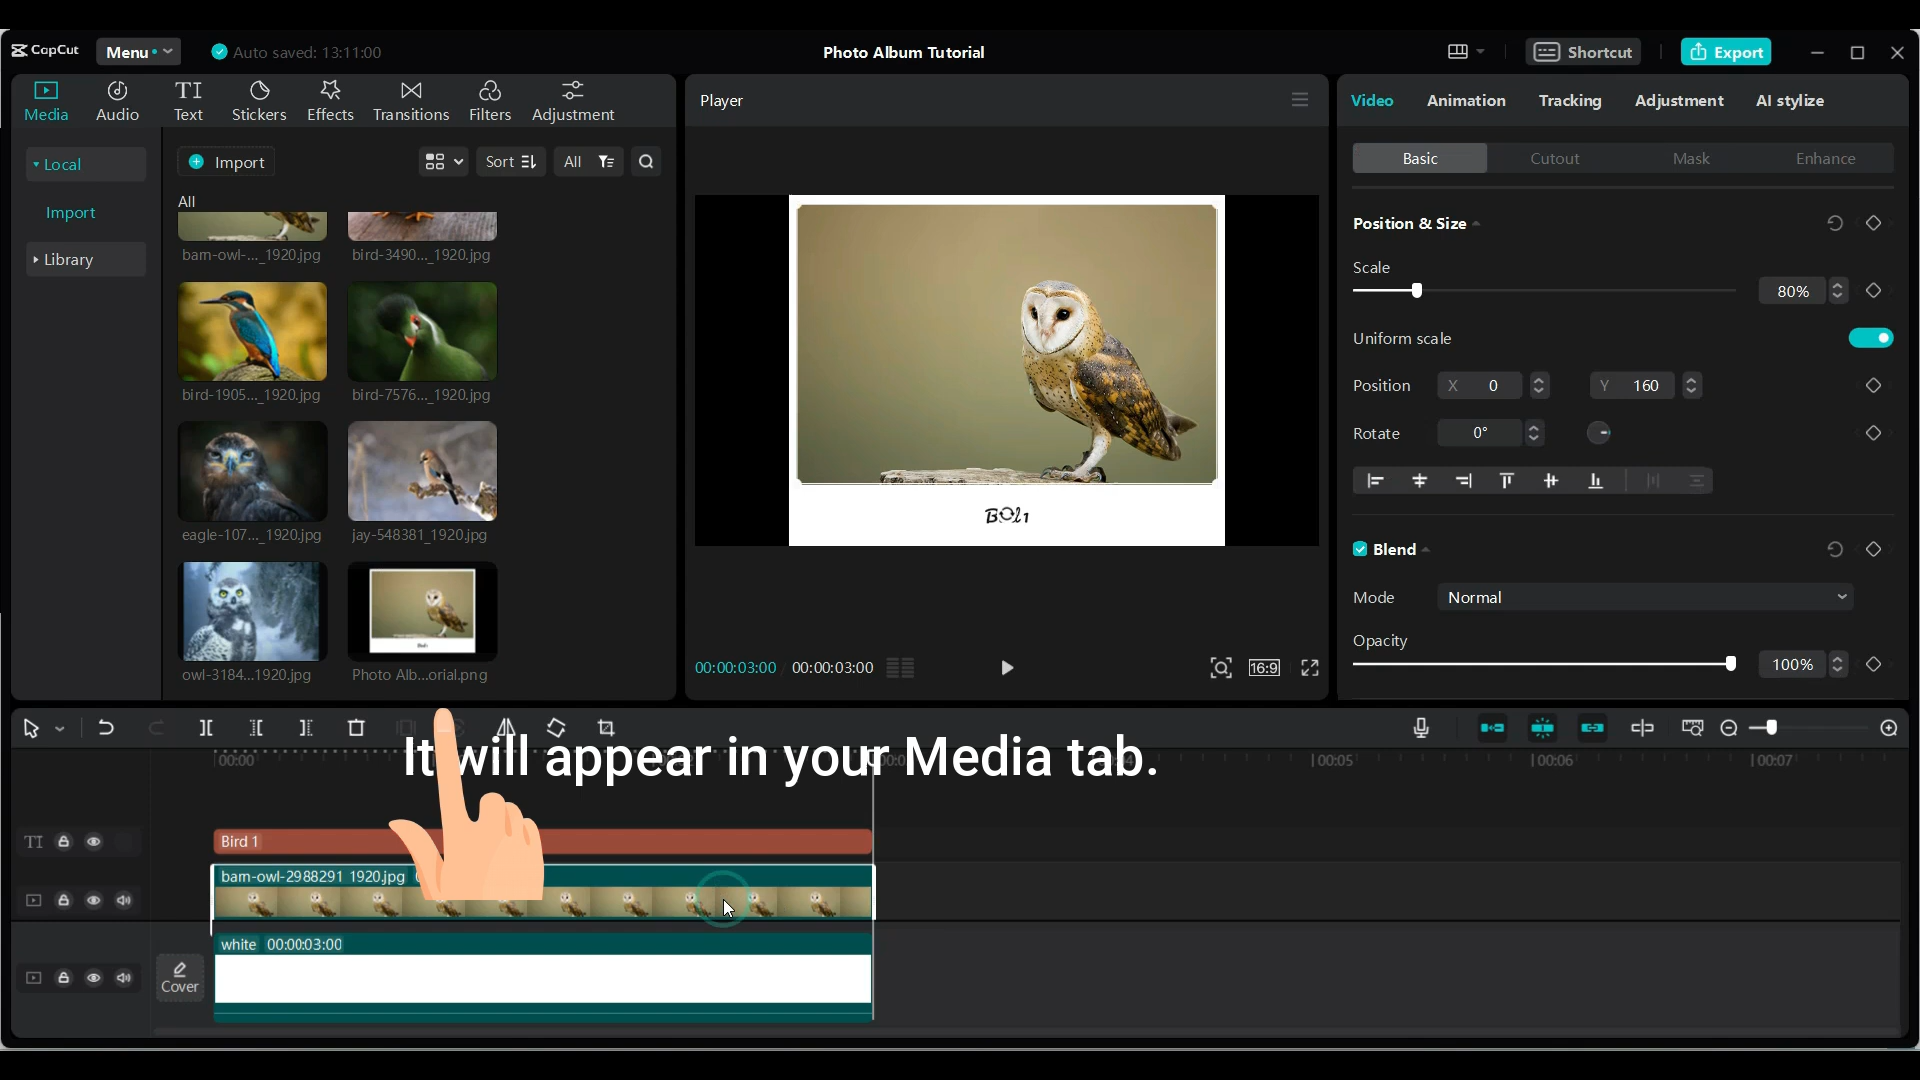 CapCut
Menu
Auto saved: 13:11:00
Photo Album Tutorial
Shortcut
Export
Media
Audio
TI
Text
Stickers
Effects
Transitions
Filters
Adjustment
Player
Video
Animation
Tracking
Adjustment
AI stylize
Local
Import
Sort
All
Basic
Cutout
Mask
Enhance
Import
All
Library
barn-owl-..._1920.jpg
bird-3490..._1920.jpg
bird-1905..._1920.jpg
bird-7576..._1920.jpg
eagle-107..._1920.jpg
jay-548381_1920.jpg
owl-3184...1920.jpg
Photo Alb...orial.png
00:00:03:00
00:00:03:00
16:9
Position & Size
Scale
80%
Uniform scale
Position
X 0
Y 160
Rotate
0°
Blend
Mode
Normal
Opacity
100%
It will appear in your Media tab.
00:00
00:05
00:06
00:07
TI
Bird 1
barn-owl-2988291 1920.jpg
white 00:00:03:00
Cover